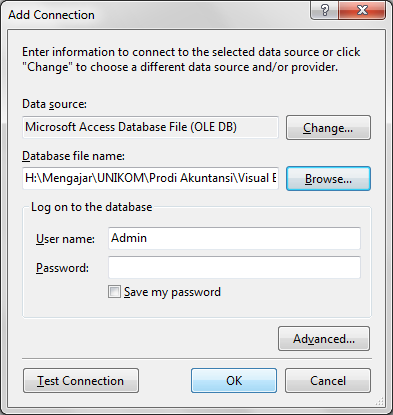 Add Connection
Enter information to connect to the selected data source or click
"Change" to choose a different data source and/or provider.
Data source:
Microsoft Access Database File (OLE DB)
Change...
Database file name:
H:\Mengajar\UNIKOM\Prodi Akuntansi\Visual B
Browse...
Log on to the database
User name:
Admin
Password:
Save my password
Advanced...
Test Connection
OK
Cancel